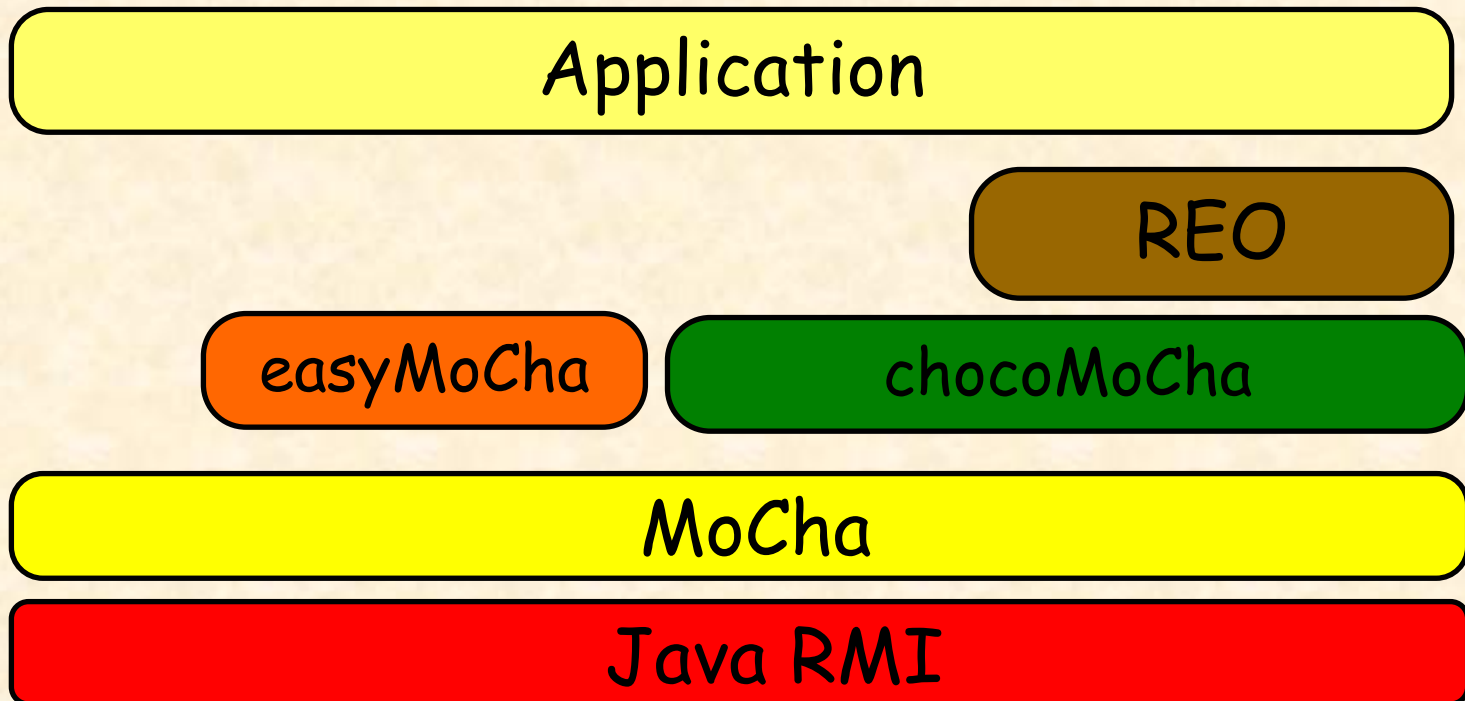 Application
REO
easyMoCha
chocoMoCha
MoCha
Java RMI